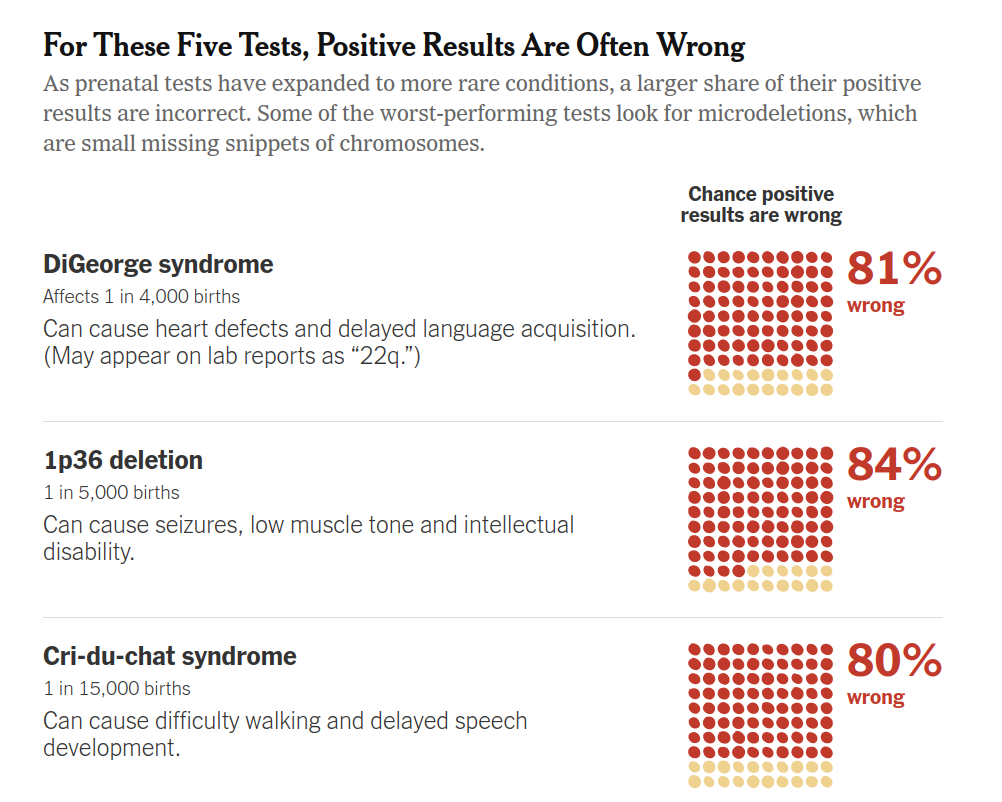 For These Five Tests, Positive Results Are Often Wrong
As prenatal tests have expanded to more rare conditions, a larger share of their positive
results are incorrect. Some of the worst-performing tests look for microdeletions, which
are small missing snippets of chromosomes.
Chance positive
results are wrong
DiGeorge syndrome
Affects 1 in 4,000 births
Can cause heart defects and delayed language acquisition.
(May appear on lab reports as “22q.”)
81%
wrong
1p36 deletion
1 in 5,000 births
Can cause seizures, low muscle tone and intellectual
disability.
84%
wrong
Cri-du-chat syndrome
1 in 15,000 births
Can cause difficulty walking and delayed speech
development.
80%
wrong